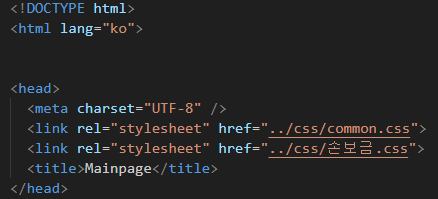 <!DOCTYPE html>
<html lang="ko">
<head>
<meta charset="UTF-8" />
<link rel="stylesheet" href="../css/common.css">
<link rel="stylesheet" href="../css/손보금.css">
<title>Mainpage</title>
</head>